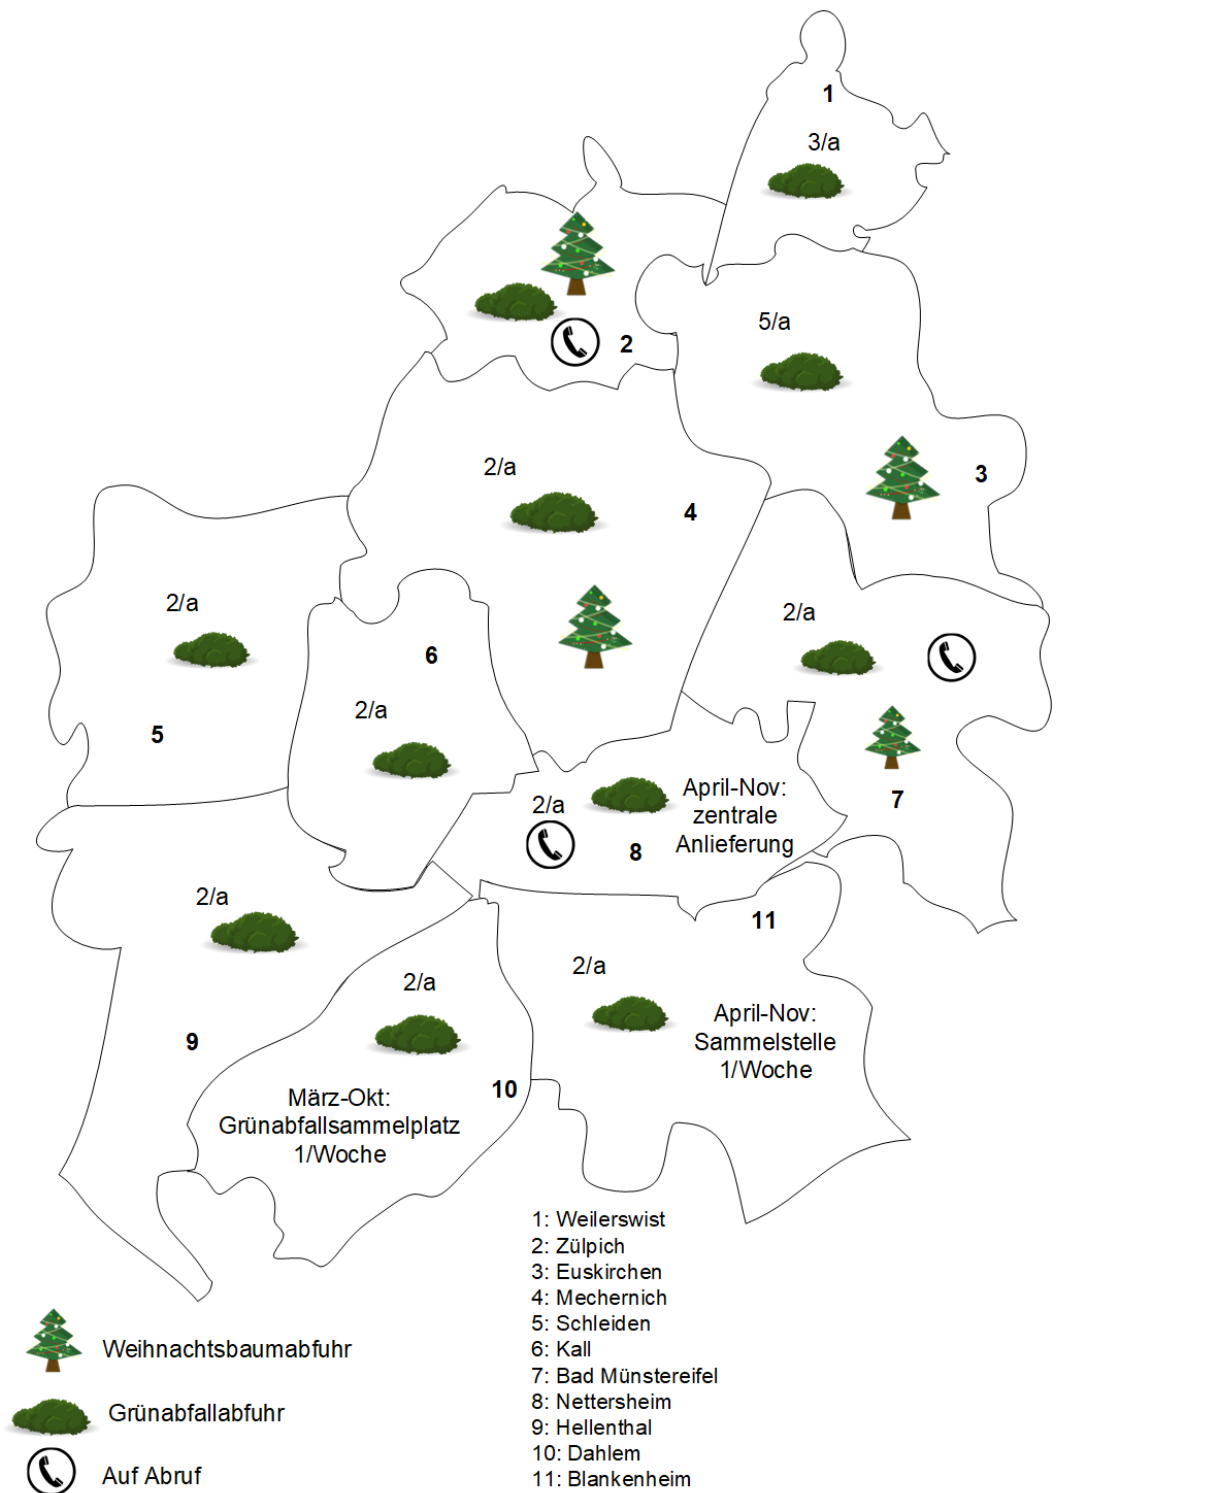 1
3/a
2
5/a
3
2/a
4
2/a
5
6
2/a
2/a
7
2/a
8
April-Nov:
zentrale
Anlieferung
2/a
9
2/a
10
März-Okt:
Grünabfallsammelplatz
1/Woche
11
2/a
April-Nov:
Sammelstelle
1/Woche
1: Weilerswist
2: Zülpich
3: Euskirchen
4: Mechernich
5: Schleiden
6: Kall
7: Bad Münstereifel
8: Nettersheim
9: Hellenthal
10: Dahlem
11: Blankenheim
Weihnachtsbaumabfuhr
Grünabfallabfuhr
Auf Abruf